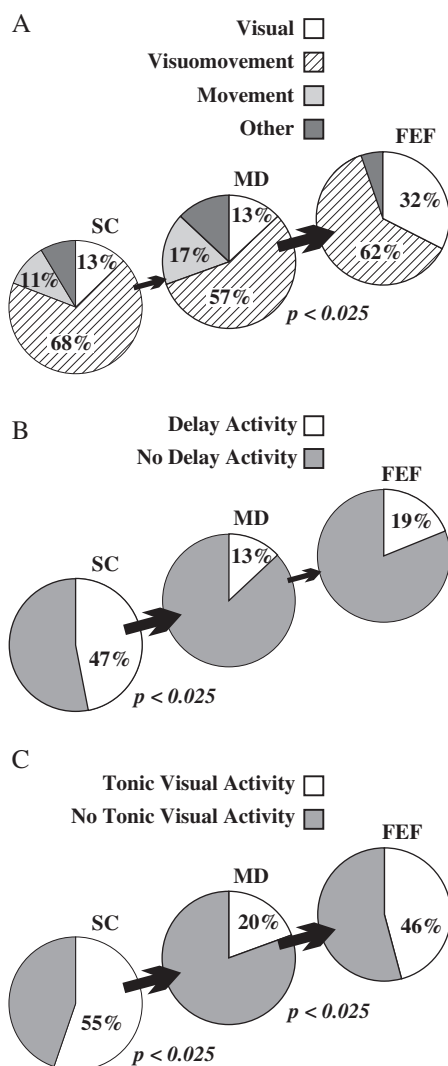 A
Visual
Visuomovement
Movement
Other
FEF
MD
SC
32%
13%
13%
17%
11%
62%
57%
p < 0.025
68%
B
Delay Activity
No Delay Activity
FEF
MD
SC
19%
13%
47%
p < 0.025
C
Tonic Visual Activity
No Tonic Visual Activity
FEF
MD
SC
20%
46%
55%
p < 0.025
p < 0.025